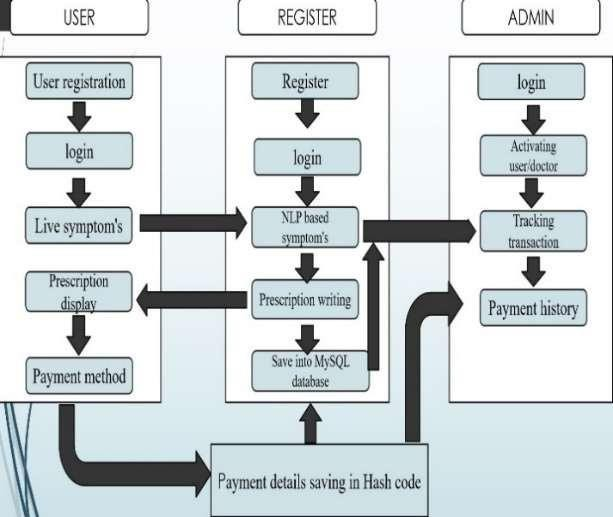 USER
REGISTER
ADMIN
User registration
login
Live symptom's
Prescription
display
Payment method
Register
login
NLP based
symptom's
Prescription writing
Save into MySQL
database
login
Activating
user/doctor
Tracking
transaction
Payment history
Payment details saving in Hash code